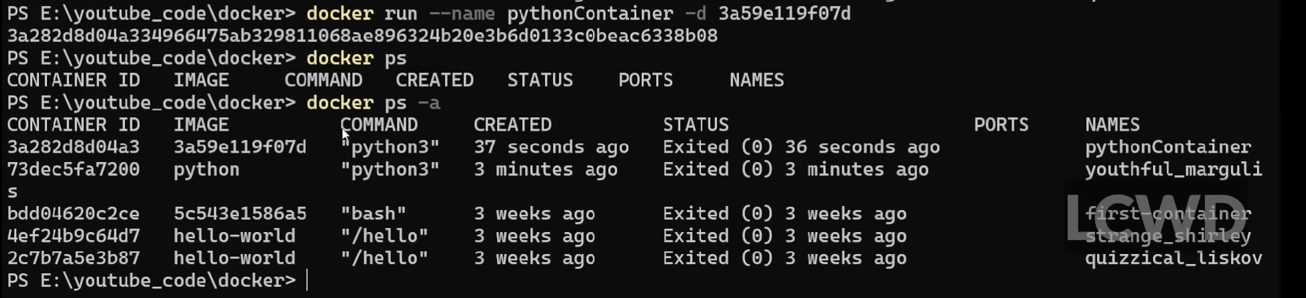 PS E:\youtube_code\docker> docker run --name pythonContainer -d 3a59e119f07d
3a282d8d04a334966475ab329811068ae896324b20e3b6d0133c0beac6338b08
PS E:\youtube_code\docker> docker ps
CONTAINER ID   IMAGE     COMMAND   CREATED   STATUS    PORTS     NAMES
PS E:\youtube_code\docker> docker ps -a
CONTAINER ID   IMAGE          COMMAND     CREATED         STATUS                     PORTS     NAMES
3a282d8d04a3   3a59e119f07d   "python3"   37 seconds ago   Exited (0) 36 seconds ago             pythonContainer
73dec5fa7200   python         "python3"   3 minutes ago    Exited (0) 3 minutes ago              youthful_marguli
s
bdd04620c2ce   5c543e1586a5   "bash"      3 weeks ago      Exited (0) 3 weeks ago                first-container
4ef24b9c64d7   hello-world    "/hello"    3 weeks ago      Exited (0) 3 weeks ago                strange_shirley
2c7b7a5e3b87   hello-world    "/hello"    3 weeks ago      Exited (0) 3 weeks ago                quizzical_liskov
PS E:\youtube_code\docker>
LCWD